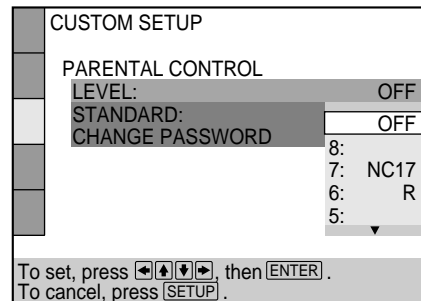 CUSTOM SETUP
PARENTAL CONTROL
LEVEL: OFF
STANDARD: OFF
CHANGE PASSWORD
8:
7: NC17
6: R
5:
To set, press ←↑↓→, then ENTER.
To cancel, press SETUP.